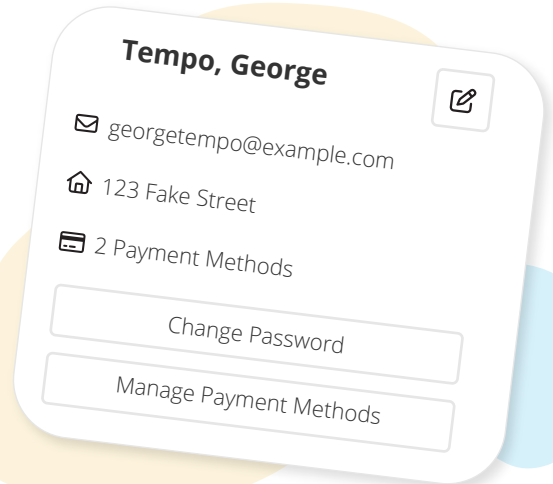 Tempo, George
georgetempo@example.com
123 Fake Street
2 Payment Methods
Change Password
Manage Payment Methods